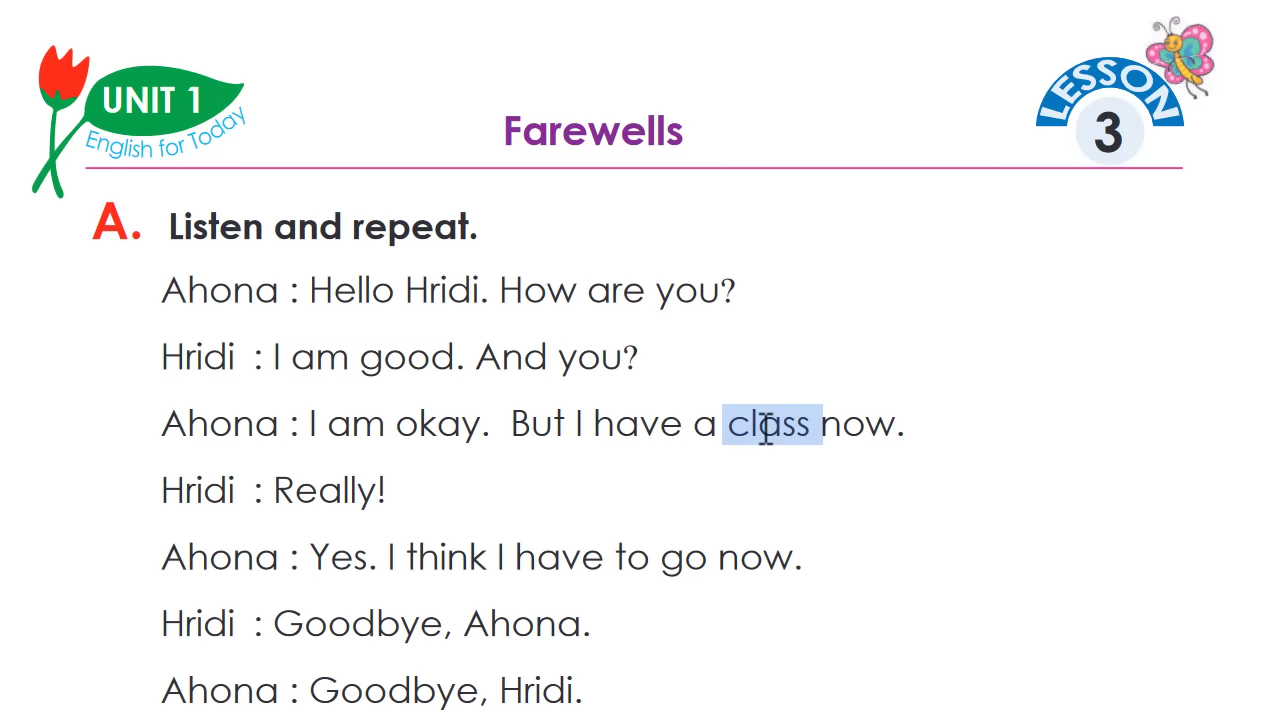 UNIT 1
English for Today
Farewells
LESSON
3
A. Listen and repeat.
Ahona : Hello Hridi. How are you?
Hridi : I am good. And you?
Ahona : I am okay. But I have a class now.
Hridi : Really!
Ahona : Yes. I think I have to go now.
Hridi : Goodbye, Ahona.
Ahona : Goodbye, Hridi.